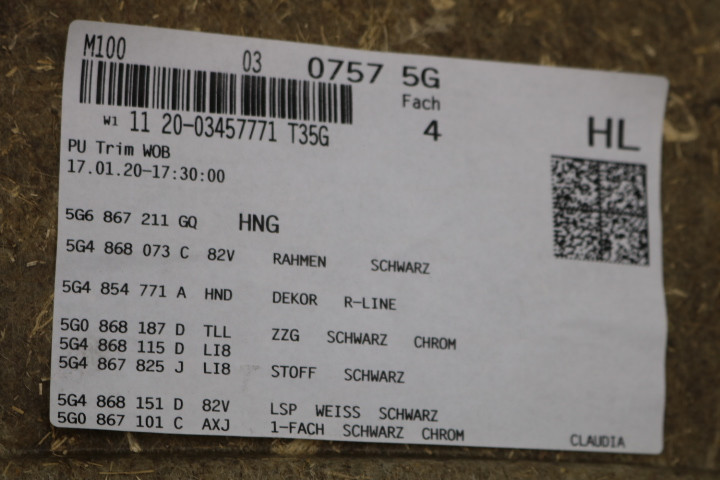 M100 03 0757 5G
Fach
W1 11 20-03457771 T35G 4 HL
PU Trim WOB
17.01.20-17:30:00
5G6 867 211 GQ HNG
5G4 868 073 C 82V RAHMEN SCHWARZ
5G4 854 771 A HND DEKOR R-LINE
5G0 868 187 D TLL ZZG SCHWARZ CHROM
5G4 868 115 D LI8
5G4 867 825 J LI8 STOFF SCHWARZ
5G4 868 151 D 82V LSP WEISS SCHWARZ
5G0 867 101 C AXJ 1-FACH SCHWARZ CHROM
CLAUDIA